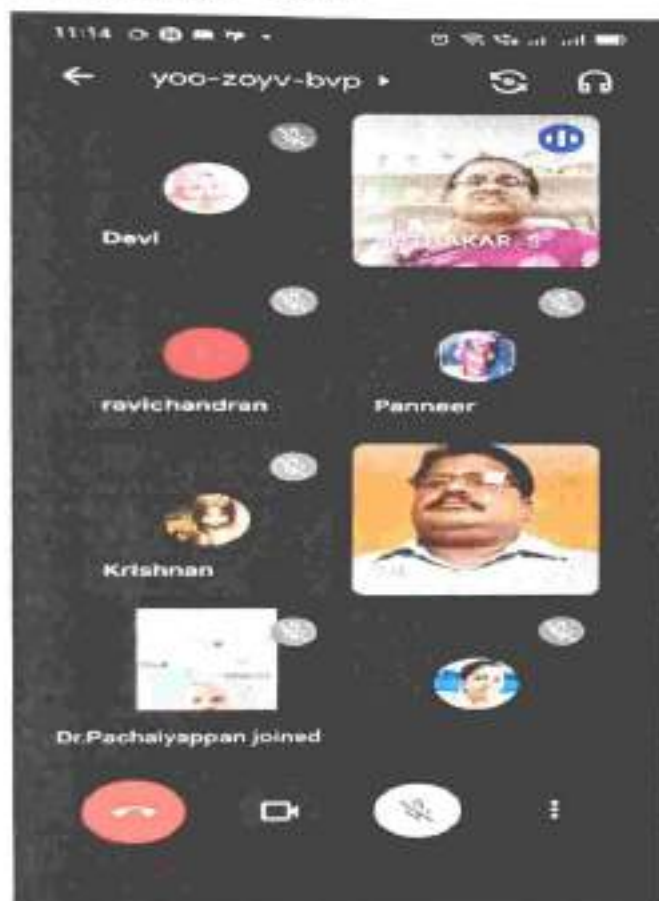 11:14
yoo-zoyv-bvp
Devi
ravichandran
Panneer
Krishnan
Dr.Pachaiyappan joined